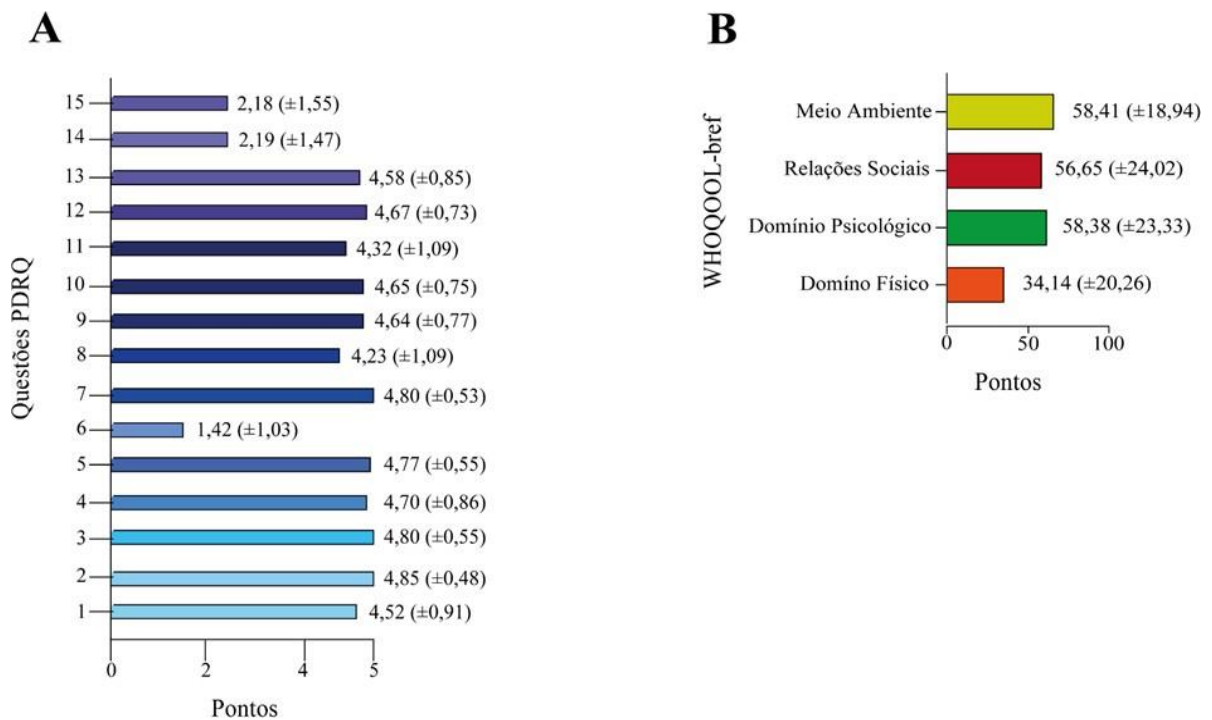 A
15
2,18 (±1,55)
14
2,19 (±1,47)
13
4,58 (±0,85)
12
4,67 (±0,73)
11
4,32 (±1,09)
10
4,65 (±0,75)
9
4,64 (±0,77)
8
4,23 (±1,09)
7
4,80 (±0,53)
6
1,42 (±1,03)
5
4,77 (±0,55)
4
4,70 (±0,86)
3
4,80 (±0,55)
2
4,85 (±0,48)
1
4,52 (±0,91)
0 2 4 5
Pontos
Questões PDRQ
B
Meio Ambiente
58,41 (±18,94)
Relações Sociais
56,65 (±24,02)
Domínio Psicológico
58,38 (±23,33)
Domíno Físico
34,14 (±20,26)
0 50 100
Pontos
WHOQOOL-bref